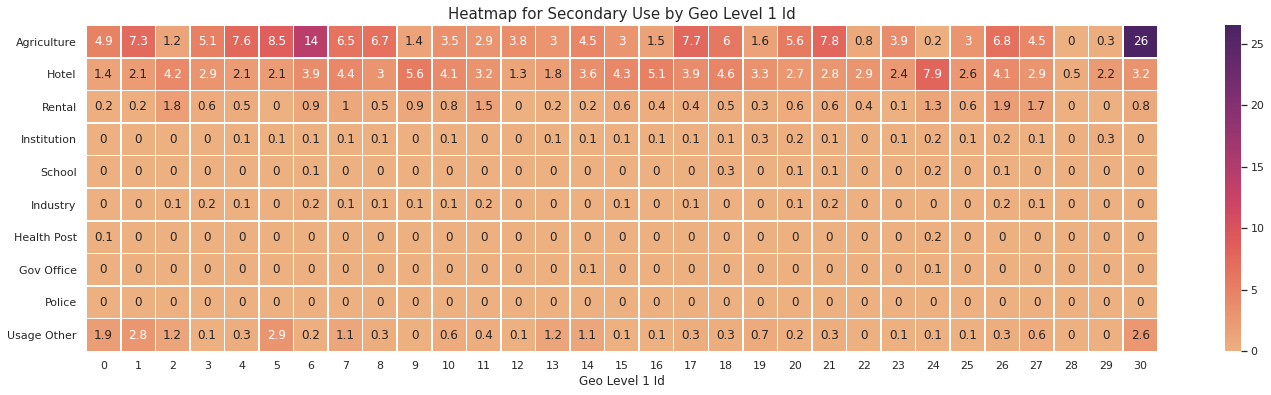 Heatmap for Secondary Use by Geo Level 1 Id
Agriculture 4.9 7.3 1.2 5.1 7.6 8.5 14 6.5 6.7 1.4 3.5 2.9 3.8 3 4.5 3 1.5 7.7 6 1.6 5.6 7.8 0.8 3.9 0.2 3 6.8 4.5 0 0.3 26
Hotel 1.4 2.1 4.2 2.9 2.1 2.1 3.9 4.4 3 5.6 4.1 3.2 1.3 1.8 3.6 4.3 5.1 3.9 4.6 3.3 2.7 2.8 2.9 2.4 7.9 2.6 4.1 2.9 0.5 2.2 3.2
Rental 0.2 0.2 1.8 0.6 0.5 0 0.9 1 0.5 0.9 0.8 1.5 0 0.2 0.2 0.6 0.4 0.4 0.5 0.3 0.6 0.6 0.4 0.1 1.3 0.6 1.9 1.7 0 0 0.8
Institution 0 0 0 0 0.1 0.1 0.1 0.1 0.1 0 0.1 0 0 0.1 0.1 0.1 0.1 0.1 0.1 0.3 0.2 0.1 0 0.1 0.2 0.1 0.2 0.1 0 0.3 0
School 0 0 0 0 0 0 0.1 0 0 0 0 0 0 0 0 0 0 0 0.3 0 0.1 0.1 0 0 0.2 0 0.1 0 0 0 0
Industry 0 0 0.1 0.2 0.1 0 0.2 0.1 0.1 0.1 0.1 0.2 0 0 0 0.1 0 0.1 0 0 0.1 0.2 0 0 0 0 0.2 0.1 0 0 0
Health Post 0.1 0 0 0 0 0 0 0 0 0 0 0 0 0 0 0 0 0 0 0 0 0 0 0 0.2 0 0 0 0 0 0
Gov Office 0 0 0 0 0 0 0 0 0 0 0 0 0 0 0.1 0 0 0 0 0 0 0 0 0 0.1 0 0 0 0 0 0
Police 0 0 0 0 0 0 0 0 0 0 0 0 0 0 0 0 0 0 0 0 0 0 0 0 0 0 0 0 0 0 0
Usage Other 1.9 2.8 1.2 0.1 0.3 2.9 0.2 1.1 0.3 0 0.6 0.4 0.1 1.2 1.1 0.1 0.1 0.3 0.3 0.7 0.2 0.3 0 0.1 0.1 0.1 0.3 0.6 0 0 2.6
0 1 2 3 4 5 6 7 8 9 10 11 12 13 14 15 16 17 18 19 20 21 22 23 24 25 26 27 28 29 30
Geo Level 1 Id
25
20
15
10
5
0